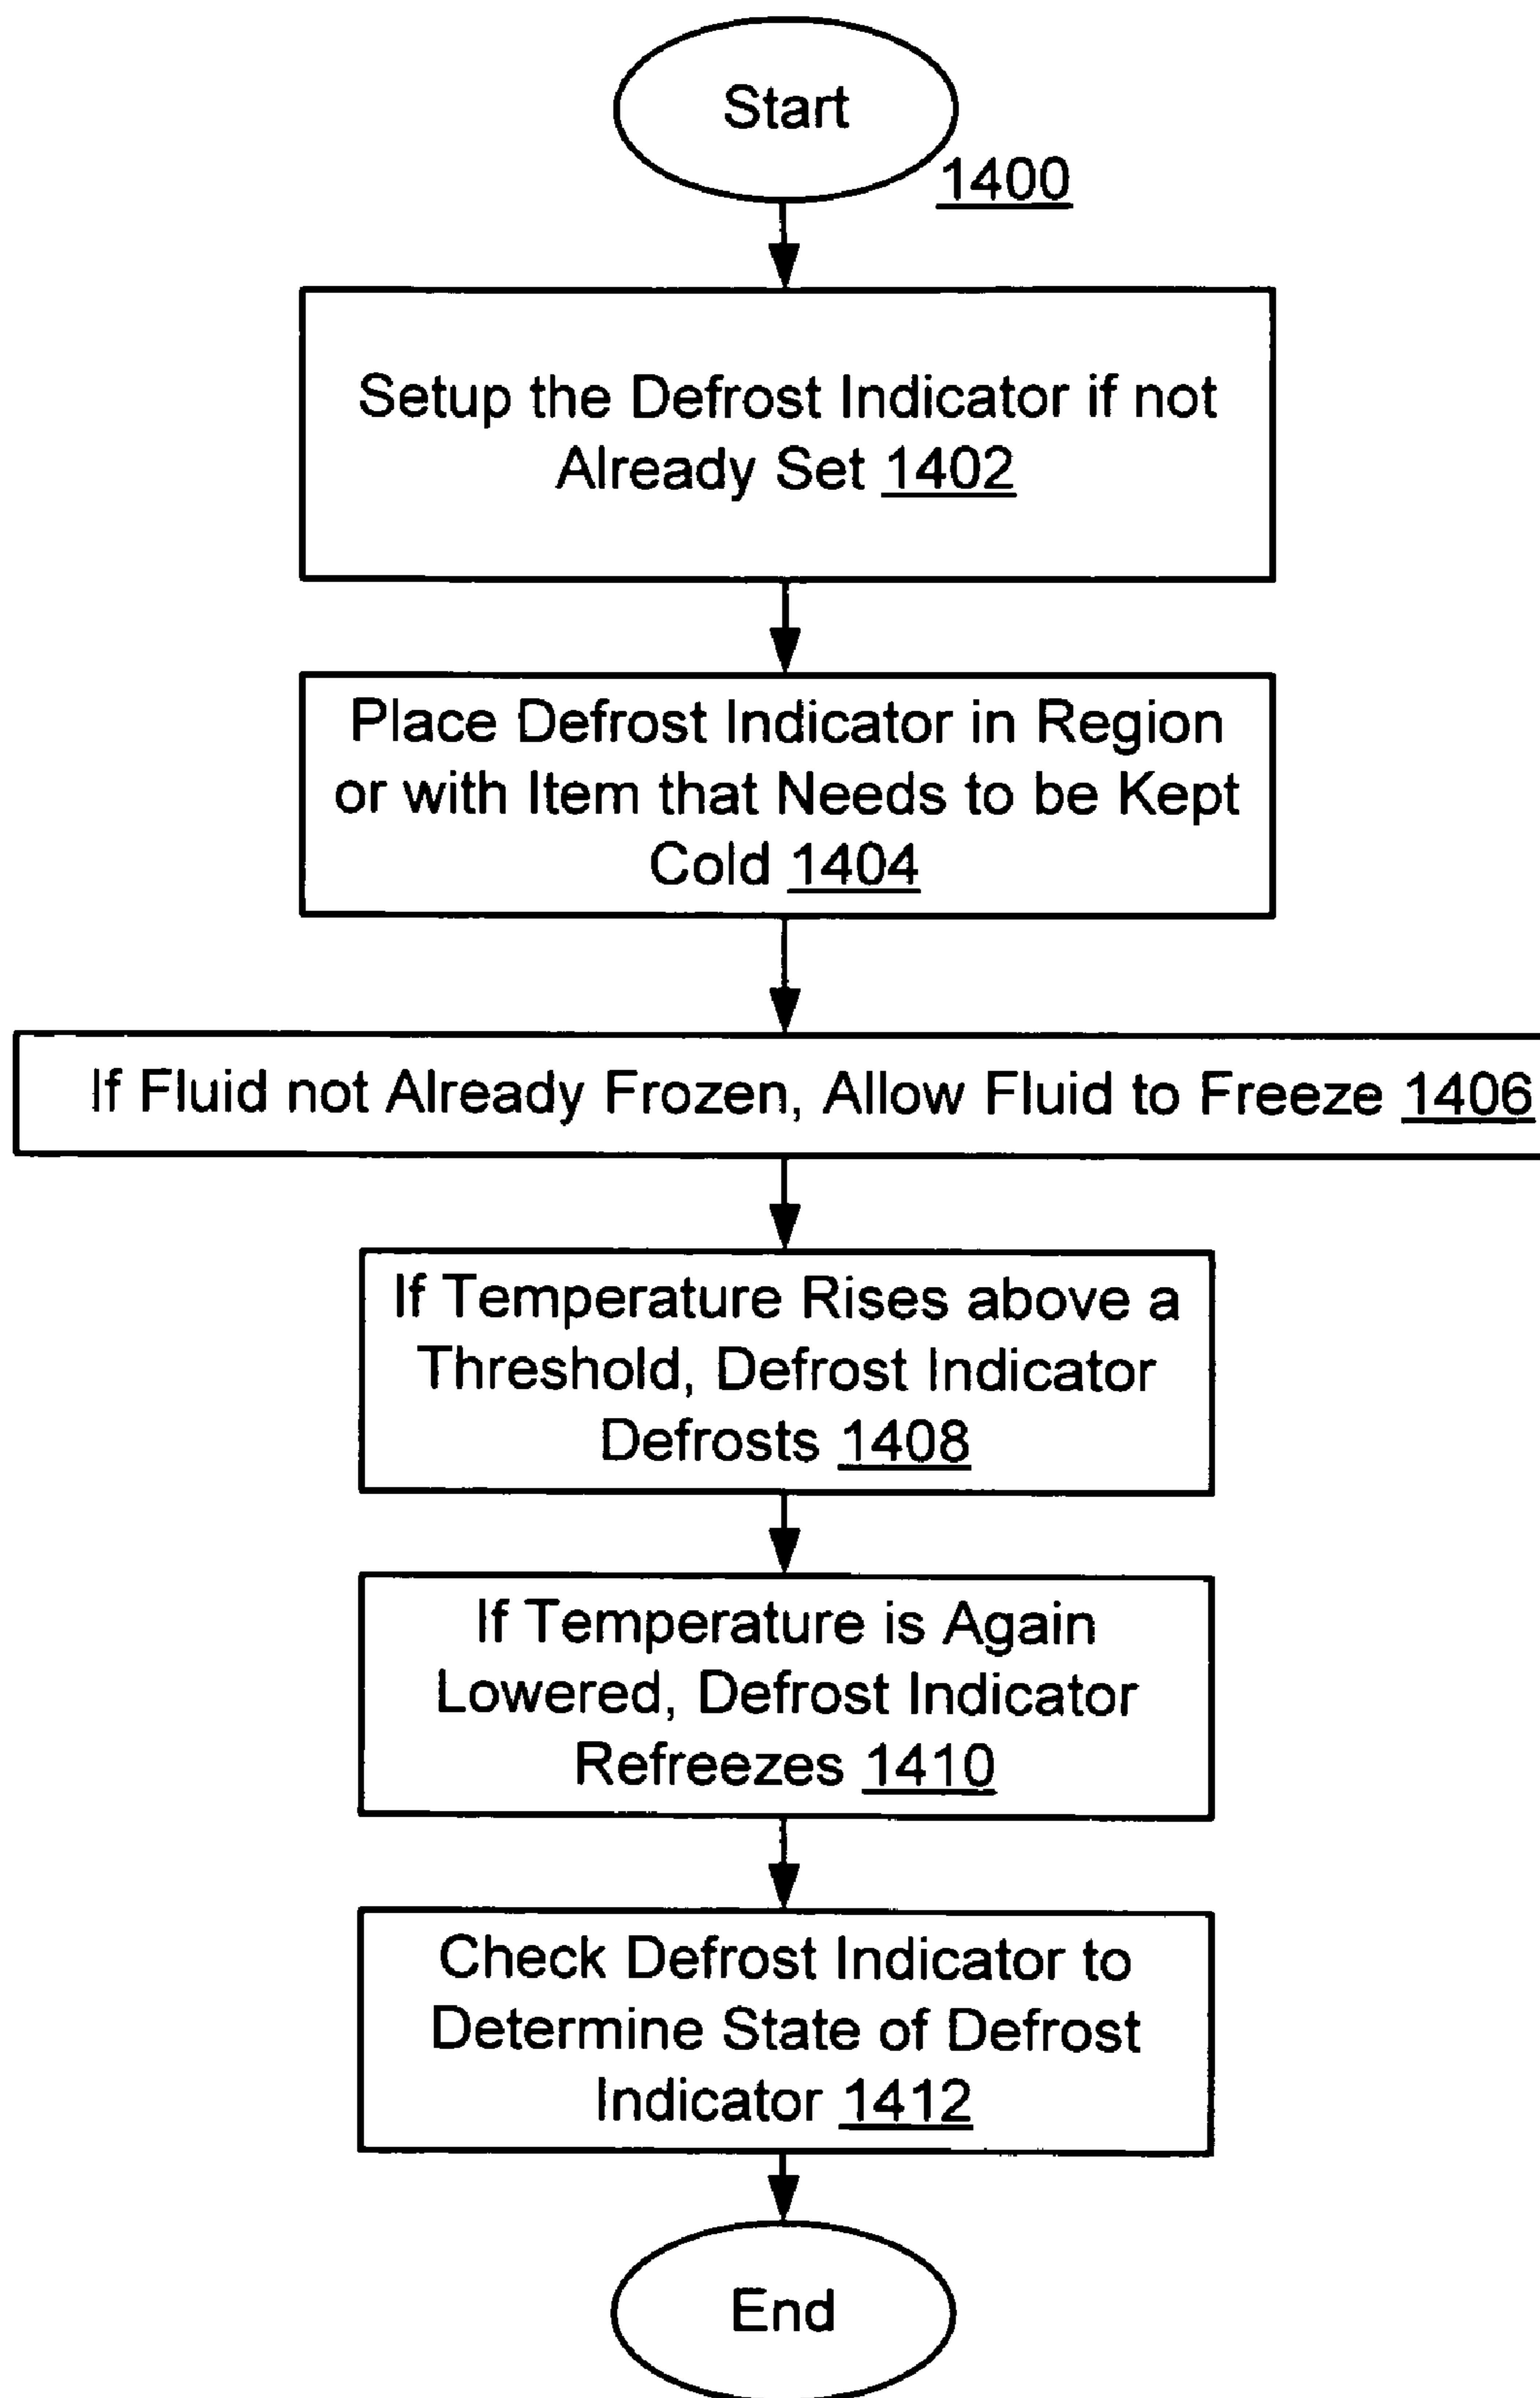 Start
1400
Setup the Defrost Indicator if not
Already Set 1402
Place Defrost Indicator in Region
or with Item that Needs to be Kept
Cold 1404
If Fluid not Already Frozen, Allow Fluid to Freeze 1406
If Temperature Rises above a
Threshold, Defrost Indicator
Defrosts 1408
If Temperature is Again
Lowered, Defrost Indicator
Refreezes 1410
Check Defrost Indicator to
Determine State of Defrost
Indicator 1412
End